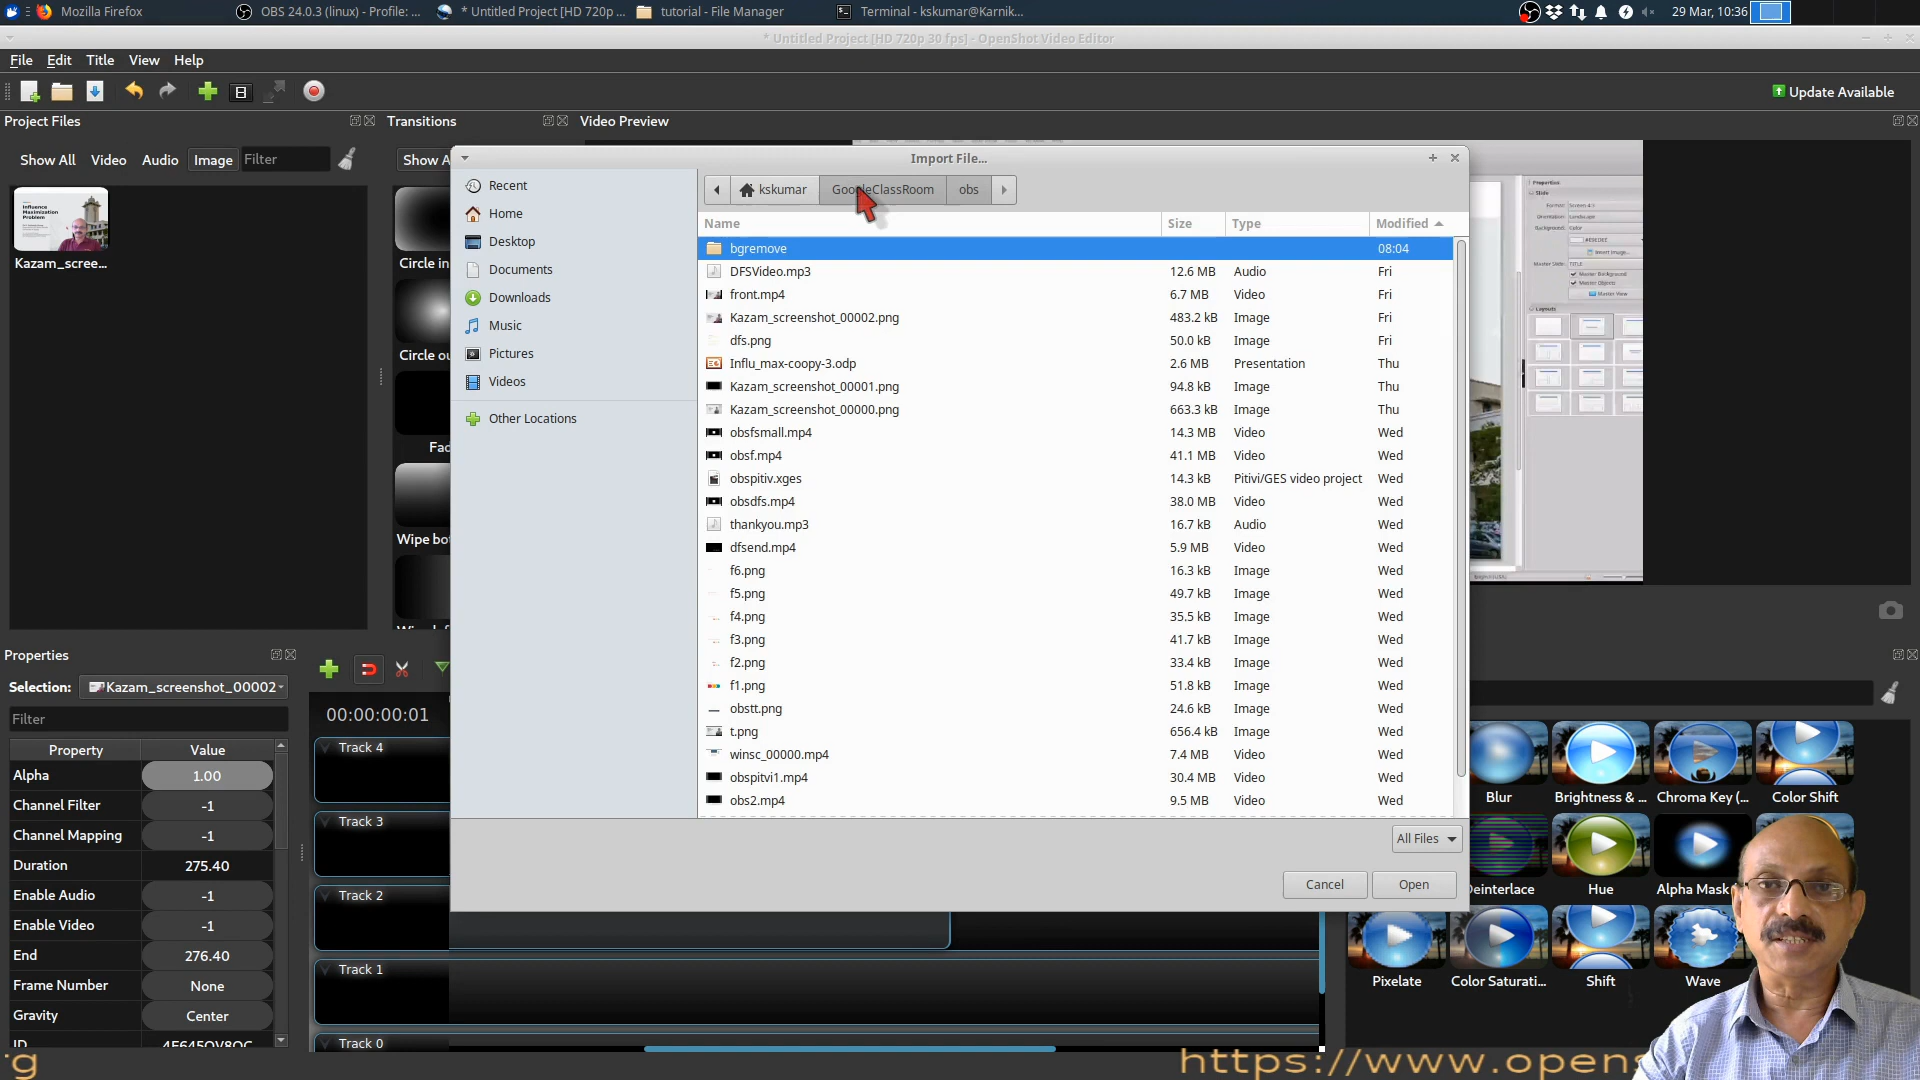 Mozilla Firefox
OBS 24.0.3 (linux) - Profile: ...
* Untitled Project [HD 720p ...
tutorial - File Manager
Terminal - kskumar@Karnik...
29 Mar, 10:36
* Untitled Project [HD 720p 30 fps] - OpenShot Video Editor
File Edit Title View Help
Update Available
Project Files
Transitions
Video Preview
Show All Video Audio Image Filter
Show A
Kazam_scree...
Circle in
Circle ou
Fad
Wipe bo
Import File...
Recent
Home
Desktop
Documents
Downloads
Music
Pictures
Videos
Other Locations
kskumar GoogleClassRoom obs
Name Size Type Modified
bgremove 08:04
DFSVideo.mp3 12.6 MB Audio Fri
front.mp4 6.7 MB Video Fri
Kazam_screenshot_00002.png 483.2 kB Image Fri
dfs.png 50.0 kB Image Fri
Influ_max-coopy-3.odp 2.6 MB Presentation Thu
Kazam_screenshot_00001.png 94.8 kB Image Thu
Kazam_screenshot_00000.png 663.3 kB Image Thu
obsfsmall.mp4 14.3 MB Video Wed
obsf.mp4 41.1 MB Video Wed
obspitiv.xges 14.3 kB Pitivi/GES video project Wed
obsdfs.mp4 38.0 MB Video Wed
thankyou.mp3 16.7 kB Audio Wed
dfsend.mp4 5.9 MB Video Wed
f6.png 16.3 kB Image Wed
f5.png 49.7 kB Image Wed
f4.png 35.5 kB Image Wed
f3.png 41.7 kB Image Wed
f2.png 33.4 kB Image Wed
f1.png 51.8 kB Image Wed
obstt.png 24.6 kB Image Wed
t.png 656.4 kB Image Wed
winsc_00000.mp4 7.4 MB Video Wed
obspitvi1.mp4 30.4 MB Video Wed
obs2.mp4 9.5 MB Video Wed
All Files
Cancel Open
Properties
Selection: Kazam_screenshot_00002
Filter
Property Value
Alpha 1.00
Channel Filter -1
Channel Mapping -1
Duration 275.40
Enable Audio -1
Enable Video -1
End 276.40
Frame Number None
Gravity Center
00:00:00:01
Track 4
Track 3
Track 2
Track 1
Track 0
Blur Brightness & ... Chroma Key (... Color Shift
Deinterlace Hue Alpha Mask
Pixelate Color Saturati... Shift Wave
rg https://www.opens